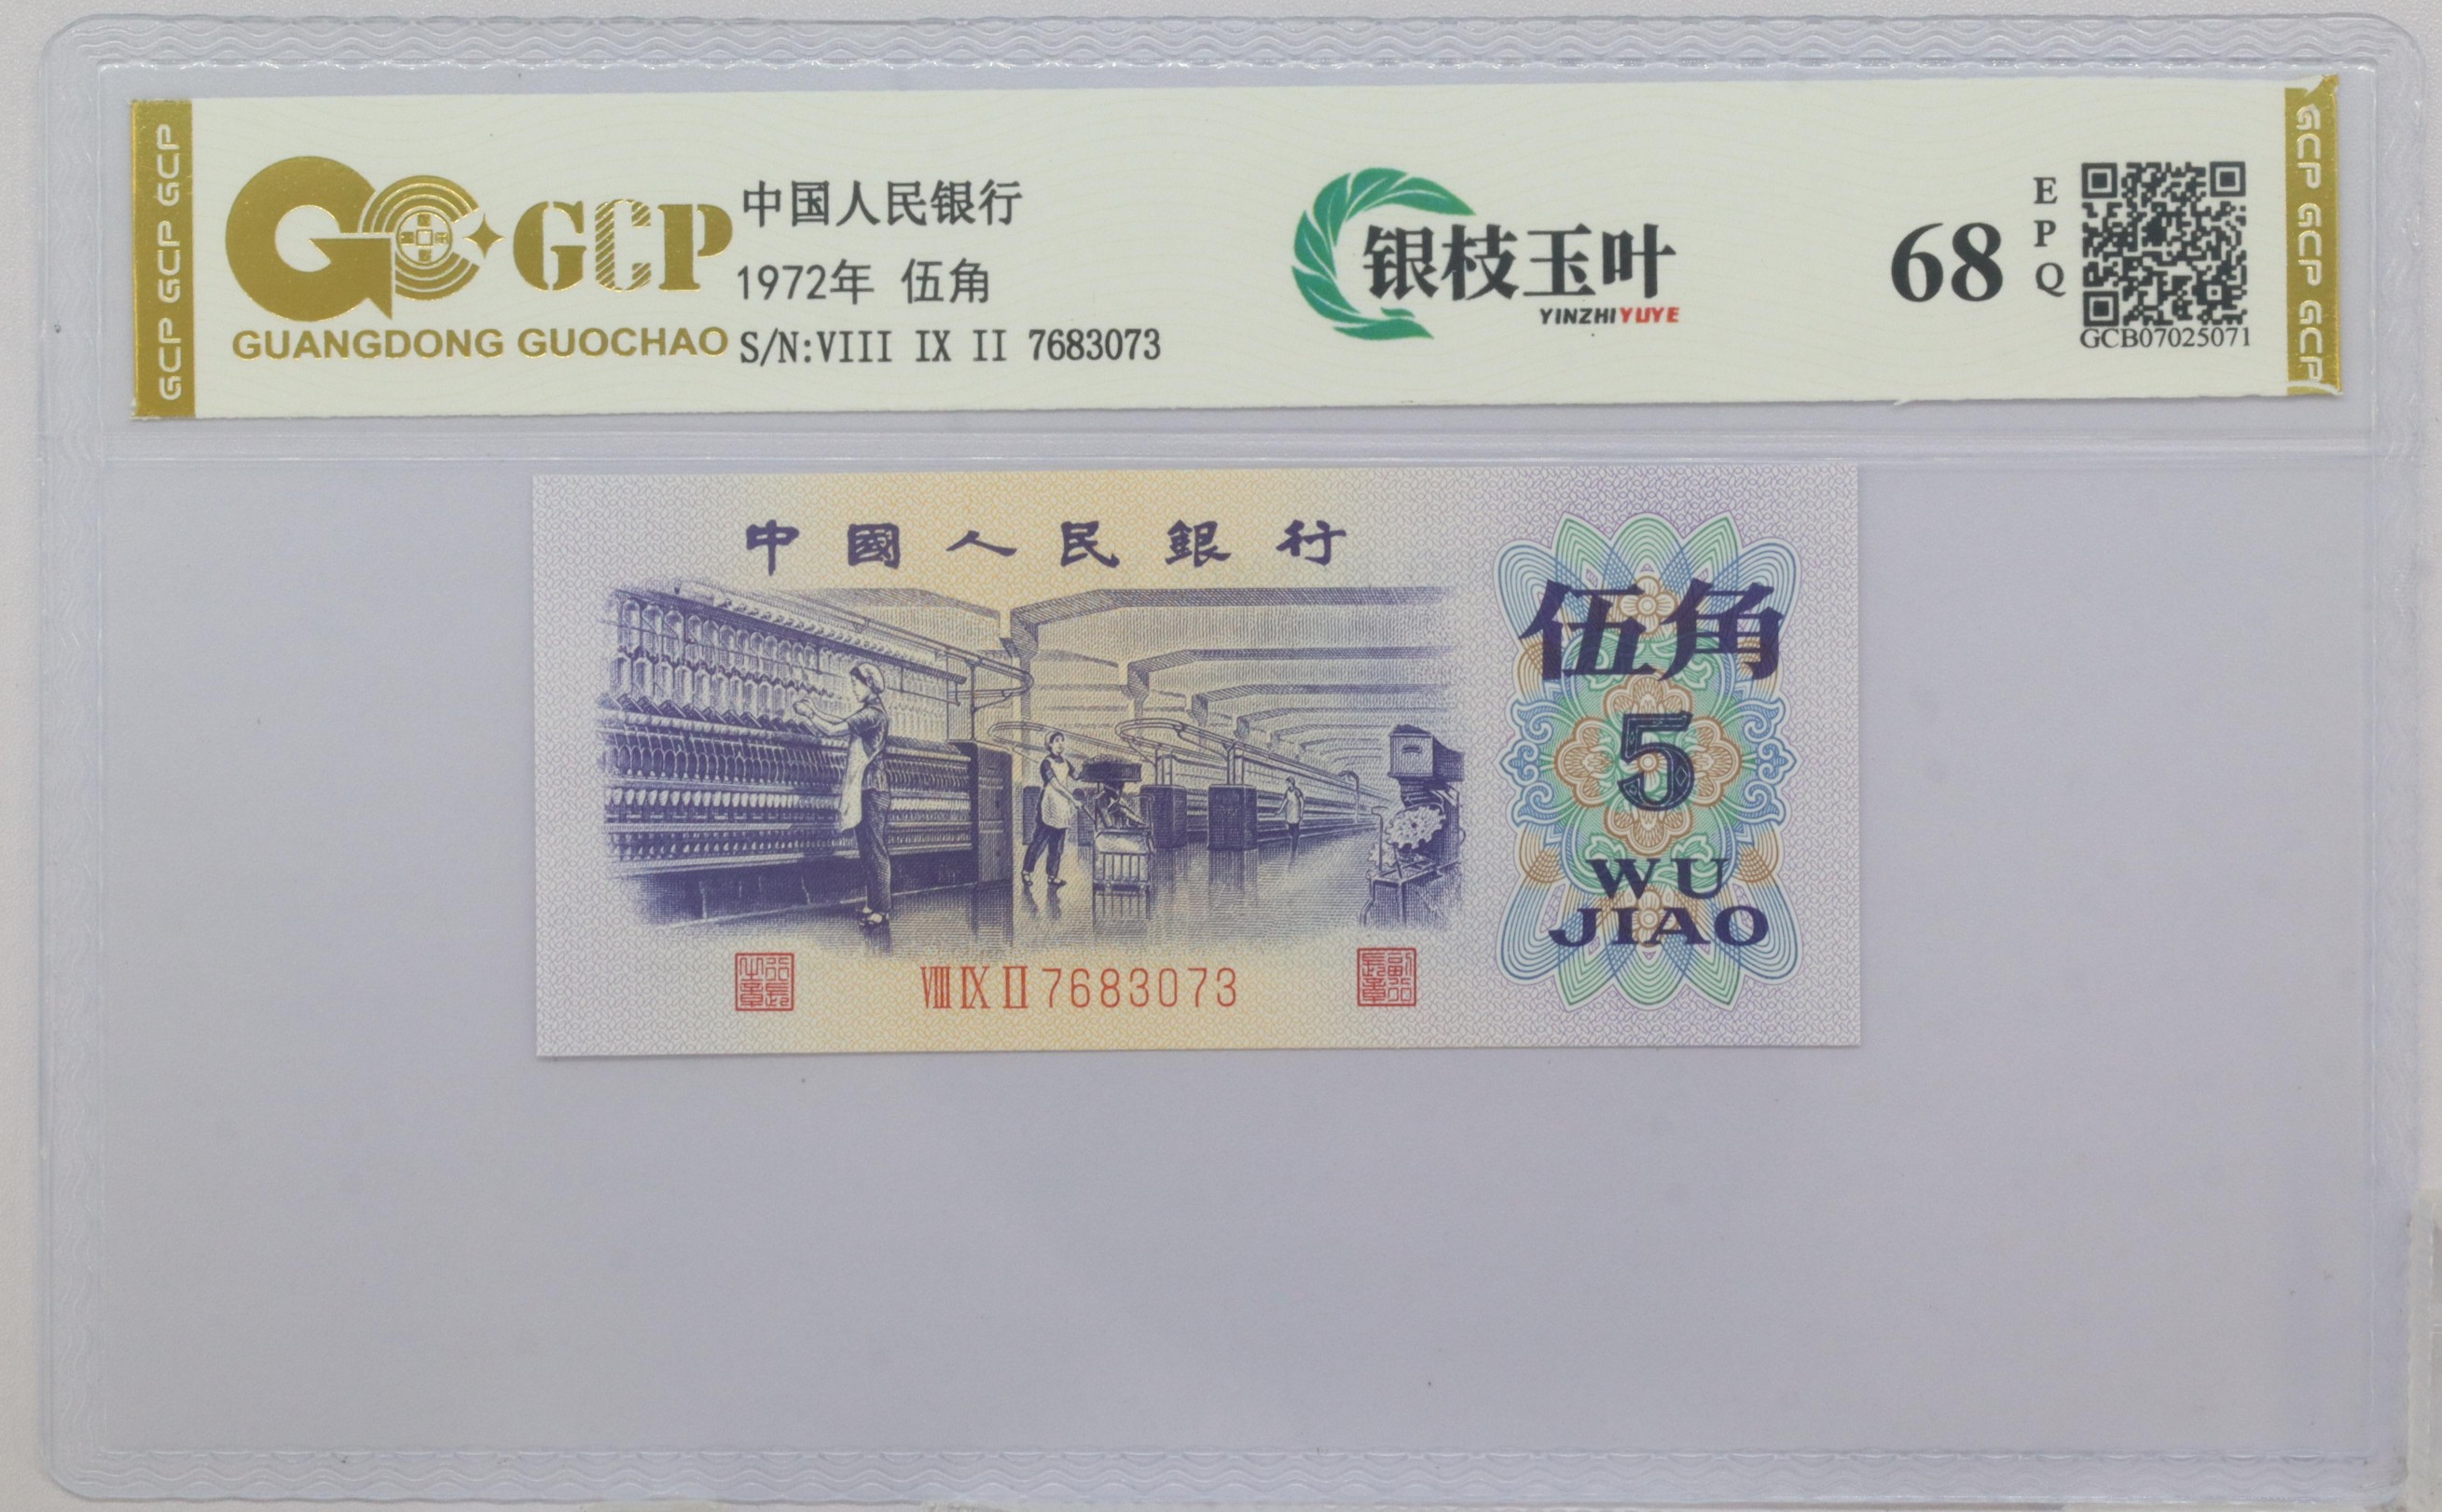 GCP GCP GCP
GCP
GUANGDONG GUOCHAO
中国人民银行
1972年 伍角
S/N:VIII IX II 7683073
银枝玉叶
YINZHIYUYE
68
EPQ
GCB07025071
GCP GCP GCP
中國人民銀行
伍角
5
WU
JIAO
VIII IX II 7683073